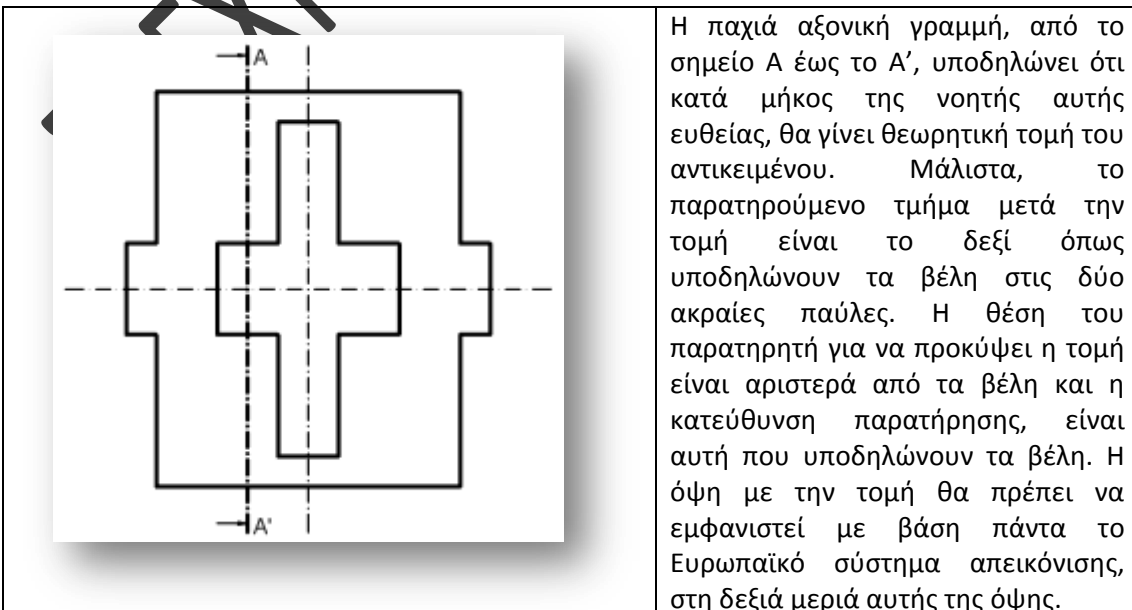 A
A'
Η παχιά αξονική γραμμή, από το
σημείο Α έως το Α’, υποδηλώνει ότι
κατά μήκος της νοητής αυτής
ευθείας, θα γίνει θεωρητική τομή του
αντικειμένου. Μάλιστα, το
παρατηρούμενο τμήμα μετά την
τομή είναι το δεξί όπως
υποδηλώνουν τα βέλη στις δύο
ακραίες παύλες. Η θέση του
παρατηρητή για να προκύψει η τομή
είναι αριστερά από τα βέλη και η
κατεύθυνση παρατήρησης, είναι
αυτή που υποδηλώνουν τα βέλη. Η
όψη με την τομή θα πρέπει να
εμφανιστεί με βάση πάντα το
Ευρωπαϊκό σύστημα απεικόνισης,
στη δεξιά μεριά αυτής της όψης.